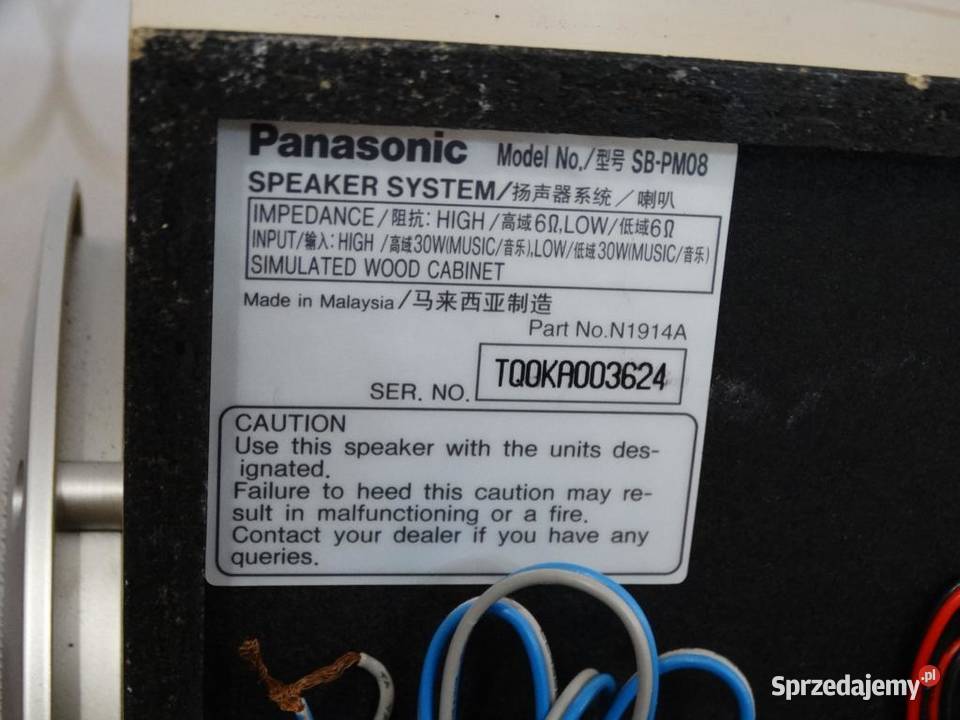 Panasonic Model No./型号 SB-PM08
SPEAKER SYSTEM/扬声器系统/喇叭
IMPEDANCE/阻抗: HIGH/高域6Ω,LOW/低域6Ω
INPUT/输入: HIGH /高域30W(MUSIC/音乐),LOW/低域30W(MUSIC/音乐)
SIMULATED WOOD CABINET
Made in Malaysia/马来西亚制造
Part No.N1914A
SER. NO. TQ0KA003624
CAUTION
Use this speaker with the units des-
ignated.
Failure to heed this caution may re-
sult in malfunctioning or a fire.
Contact your dealer if you have any
queries.
Sprzedajemy.pl